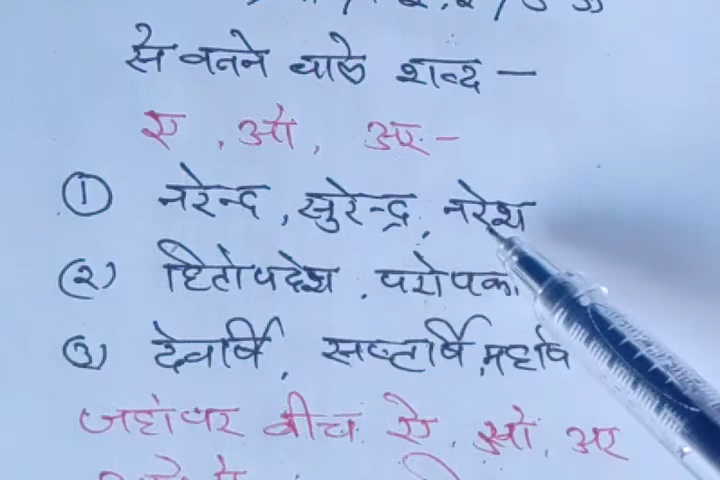 से बनने वाले शब्द —
ए, ओ, अर -
① नरेन्द्र, सुरेन्द्र, नरेश
(२) हितोपदेश, परोपका
(३) देवर्षि, सप्तर्षि, महर्षि
जहां पर बीच में ए, ओ, अर